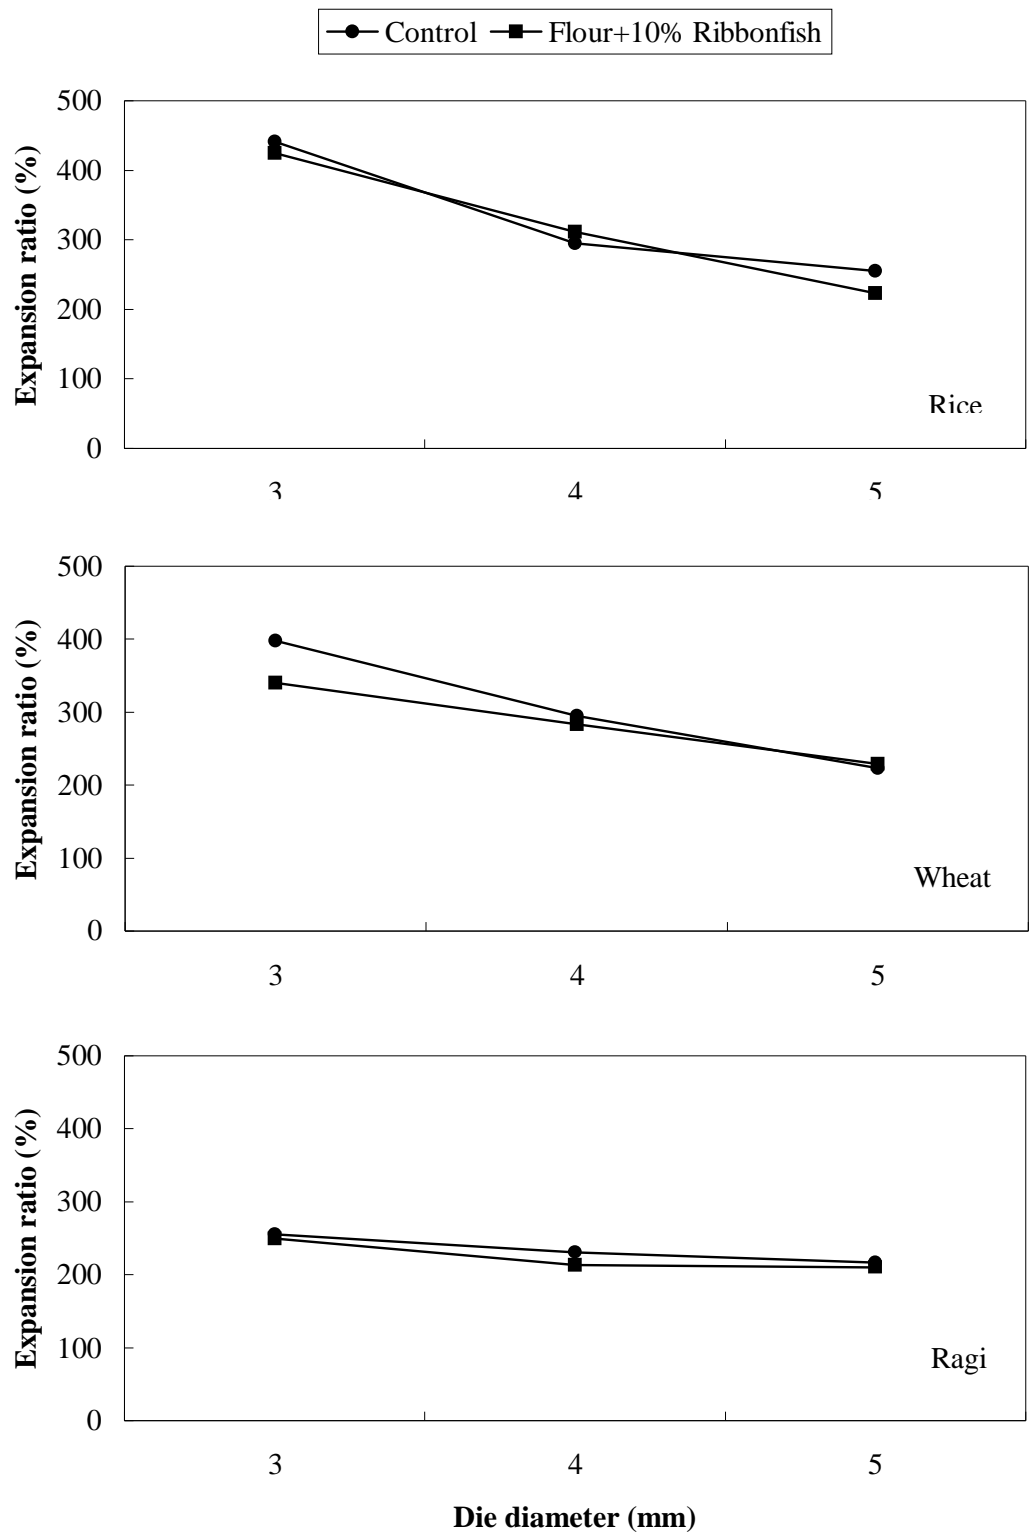 Control Flour+10% Ribbonfish
Expansion ratio (%)
500
400
300
200
100
0
Rice
3 4 5
Expansion ratio (%)
500
400
300
200
100
0
Wheat
3 4 5
Expansion ratio (%)
500
400
300
200
100
0
Ragi
3 4 5
Die diameter (mm)